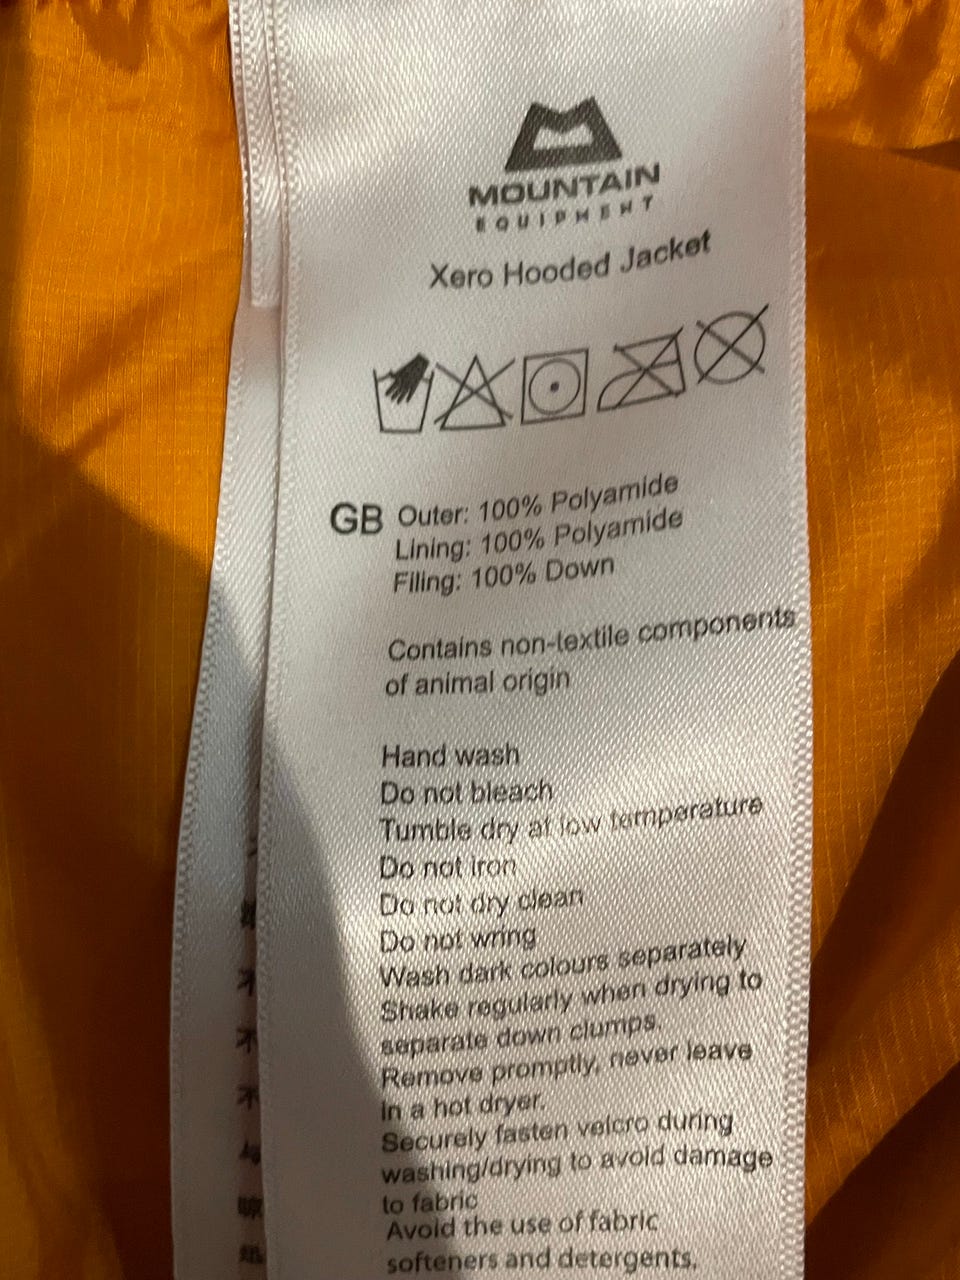 MOUNTAIN
EQUIPMENT
Xero Hooded Jacket
GB Outer: 100% Polyamide
Lining: 100% Polyamide
Filing: 100% Down
Contains non-textile components
of animal origin
Hand wash
Do not bleach
Tumble dry at low temperature
Do not iron
Do not dry clean
Do not wring
Wash dark colours separately
Shake regularly when drying to
separate down clumps.
Remove promptly, never leave
in a hot dryer.
Securely fasten velcro during
washing/drying to avoid damage
to fabric
Avoid the use of fabric
softeners and detergents.